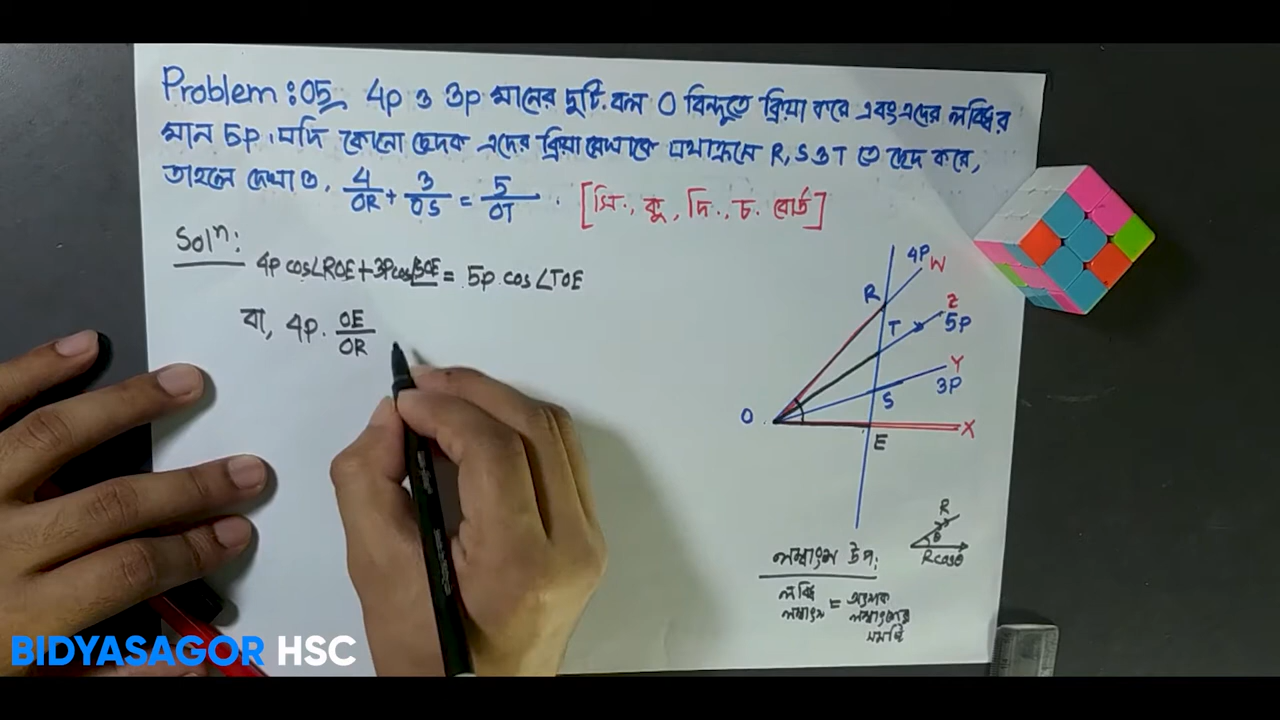 Problem : 05, 4P ও 3P মানের দুটি বল O বিন্দুতে ক্রিয়া করে এবং এদের লব্ধির
মান 5P। যদি কোনো ছেদক এদের ক্রিয়া রেখাকে যথাক্রমে R, S ও T তে ছেদ করে,
তাহলে দেখাও, 4/OR + 3/OS = 5/OT . [সি., কু, দি., চ. বোর্ড]
Solⁿ:
4P cos∠ROE + 3P cos∠SOE = 5P cos∠TOE
বা, 4P. OE/OR
4P W
R
Z
T 5P
Y
3P
S
O
X
E
R
θ
Rcosθ
লম্বাংশ উপ:
লব্ধি লম্বাংশ = অংশক লম্বাংশের সমষ্টি
BIDYASAGOR HSC